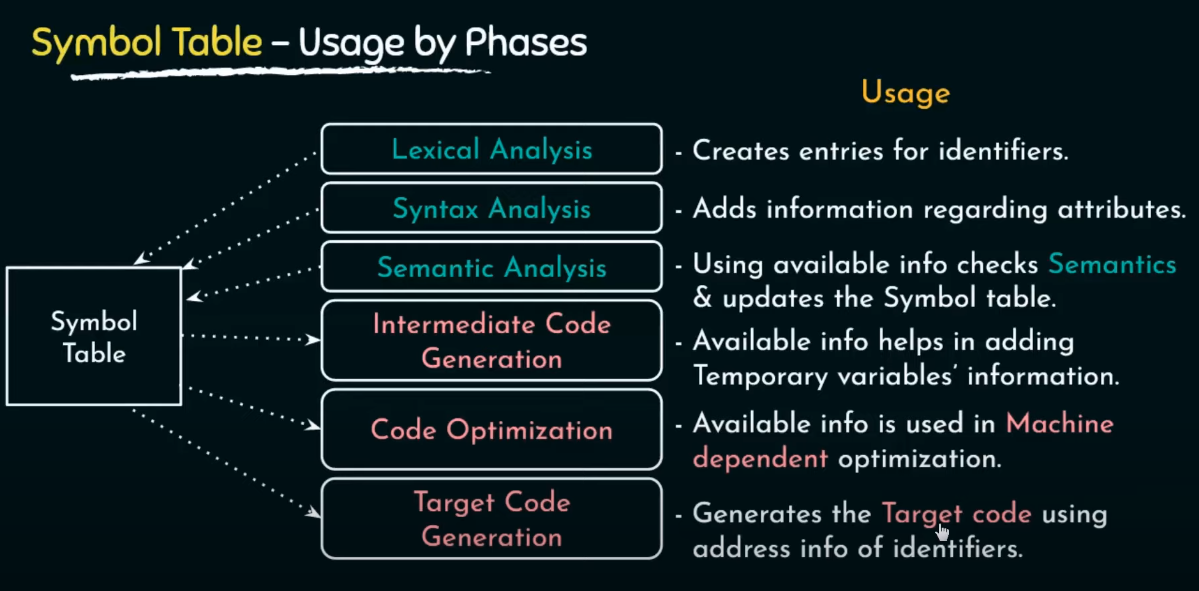 Symbol Table – Usage by Phases
Usage
Lexical Analysis
- Creates entries for identifiers.
Syntax Analysis
- Adds information regarding attributes.
Semantic Analysis
- Using available info checks Semantics
& updates the Symbol table.
Symbol
Table
Intermediate Code
Generation
- Available info helps in adding
Temporary variables’ information.
Code Optimization
- Available info is used in Machine
dependent optimization.
Target Code
Generation
- Generates the Target code using
address info of identifiers.